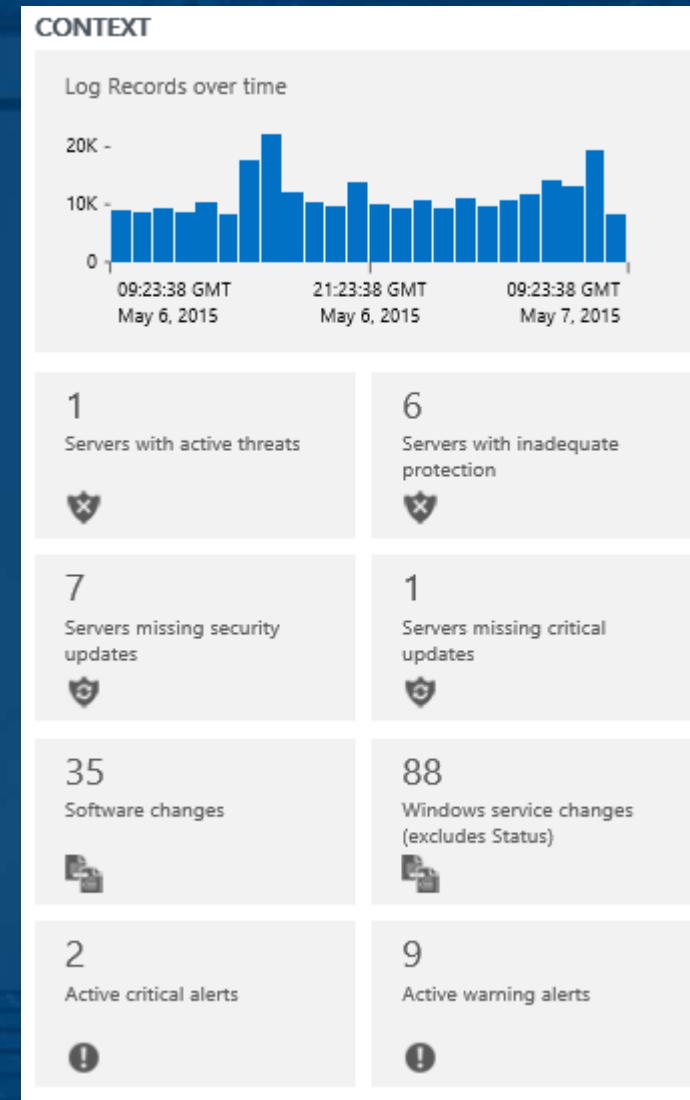 CONTEXT
Log Records over time
20K
10K
0
09:23:38 GMT
May 6, 2015
21:23:38 GMT
May 6, 2015
09:23:38 GMT
May 7, 2015
1
Servers with active threats
6
Servers with inadequate
protection
7
Servers missing security
updates
1
Servers missing critical
updates
35
Software changes
88
Windows service changes
(excludes Status)
2
Active critical alerts
9
Active warning alerts